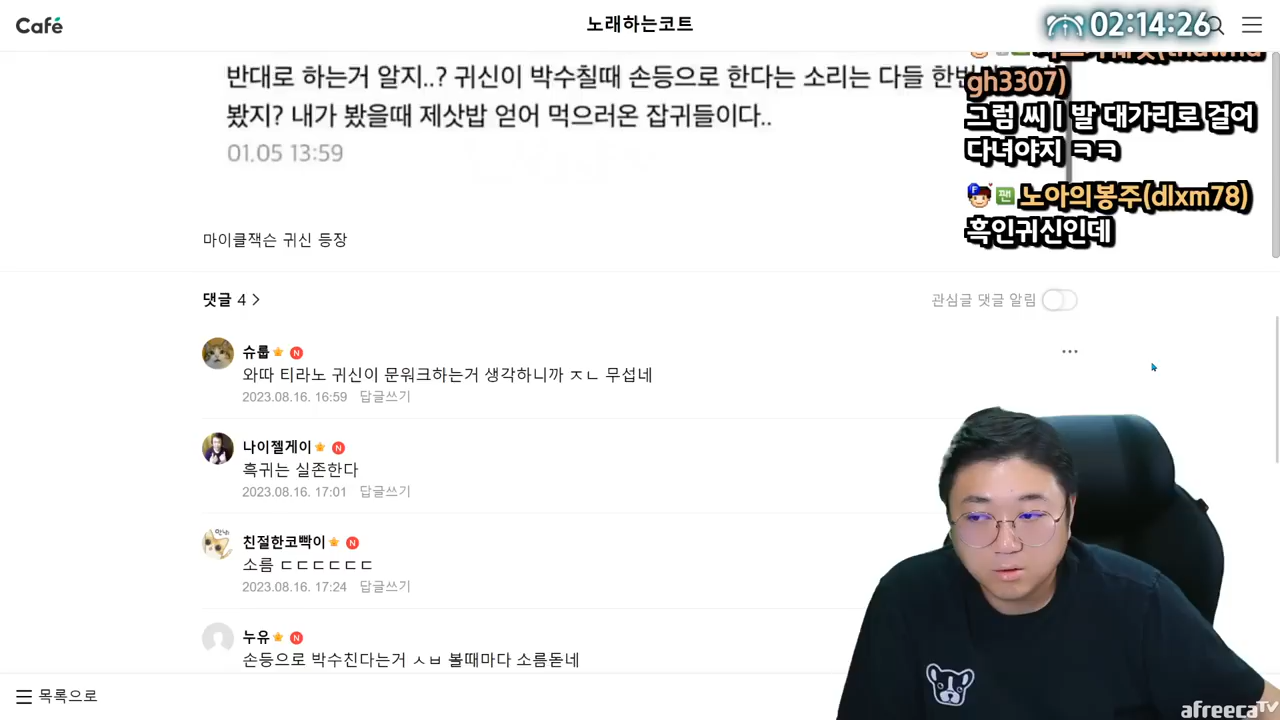 Café
노래하는코트
02:14:26
반대로 하는거 알지..? 귀신이 박수칠때 손등으로 한다는 소리는 다들 한번
봤지? 내가 봤을때 제삿밥 얻어 먹으러온 잡귀들이다..
01.05 13:59
gh3307)
그럼 씨ㅣ발 대가리로 걸어
다녀야지 ㅋㅋ
F 팬 노아의봉주(dlxm78)
흑인귀신인데
마이클잭슨 귀신 등장
댓글 4 >
관심글 댓글 알림
슈룹 N
와따 티라노 귀신이 문워크하는거 생각하니까 ㅈㄴ 무섭네
2023.08.16. 16:59 답글쓰기
나이젤게이 N
흑귀는 실존한다
2023.08.16. 17:01 답글쓰기
친절한코빡이 N
소름 ㄷㄷㄷㄷㄷㄷ
2023.08.16. 17:24 답글쓰기
누유 N
손등으로 박수친다는거 ㅅㅂ 볼때마다 소름돋네
목록으로
afreecaTV